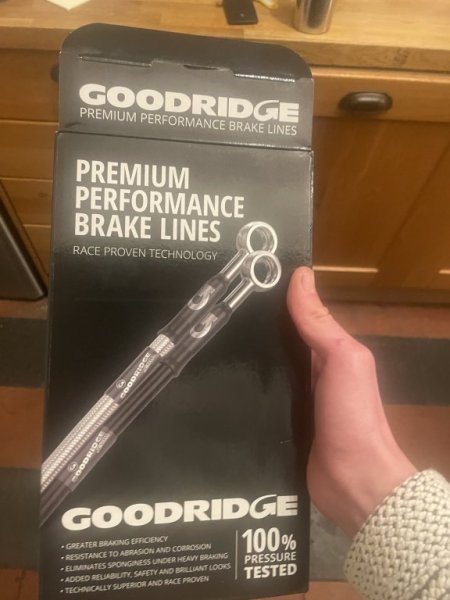 GOODRIDGE
PREMIUM PERFORMANCE BRAKE LINES
PREMIUM
PERFORMANCE
BRAKE LINES
RACE PROVEN TECHNOLOGY
GOODRIDGE
GOODRIDGE
GOODRIDGE
• GREATER BRAKING EFFICIENCY
• RESISTANCE TO ABRASION AND CORROSION
• ELIMINATES SPONGINESS UNDER HEAVY BRAKING
• ADDED RELIABILITY, SAFETY AND BRILLIANT LOOKS
• TECHNICALLY SUPERIOR AND RACE PROVEN
100%
PRESSURE
TESTED